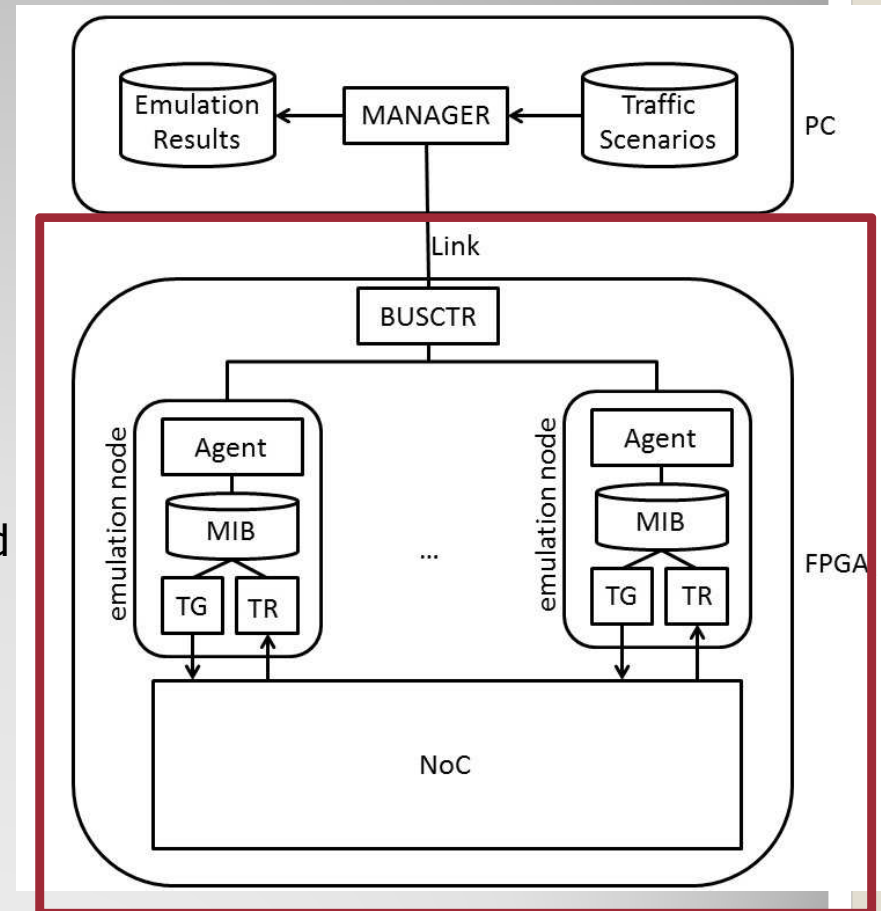 Emulation
Results
MANAGER
Traffic
Scenarios
PC
Link
BUSCTR
emulation node
Agent
MIB
TG
TR
...
emulation node
Agent
MIB
TG
TR
FPGA
NoC